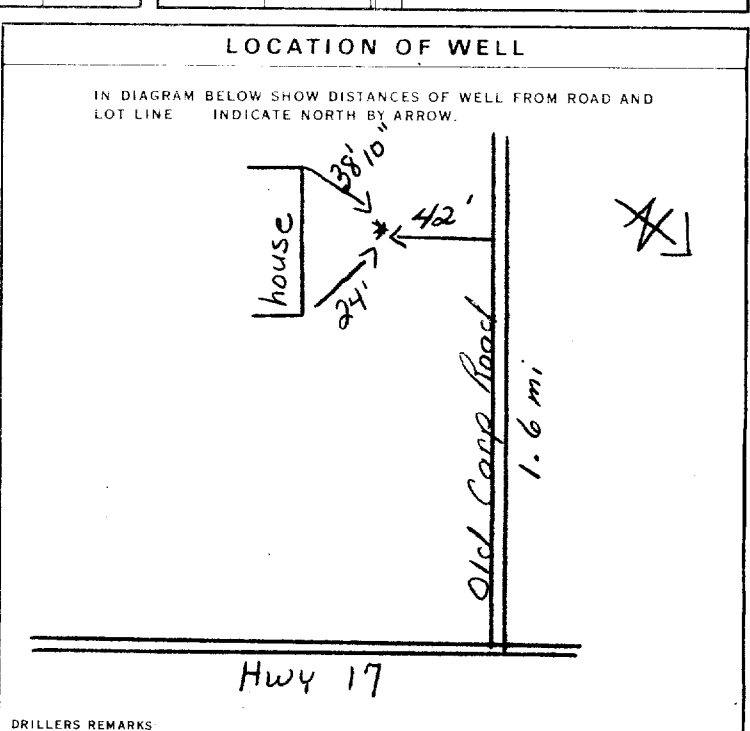 LOCATION OF WELL
IN DIAGRAM BELOW SHOW DISTANCES OF WELL FROM ROAD AND
LOT LINE INDICATE NORTH BY ARROW.
38' 10"
42'
N
house
24'
Old Carp Road
1.6 mi
Hwy 17
DRILLERS REMARKS